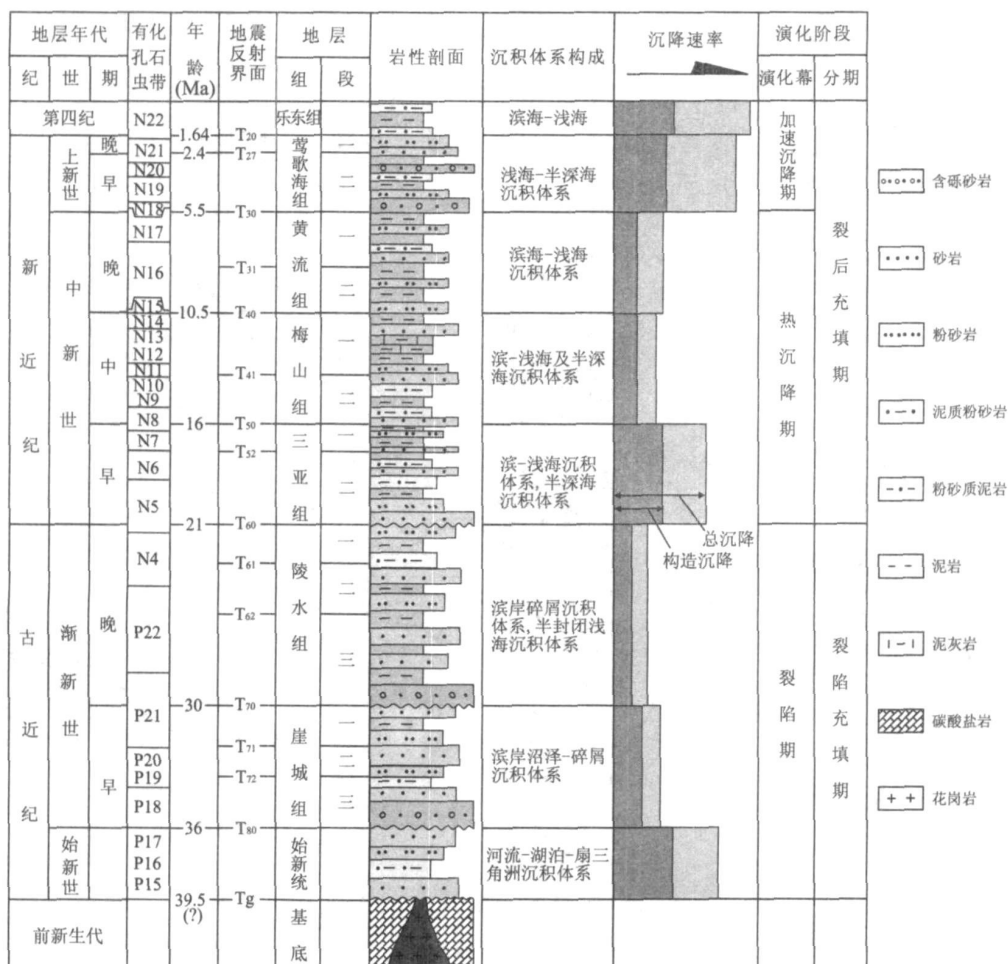 地层年代
有化
孔石
虫带
年
龄
(Ma)
地震
反射
界面
地 层
岩性剖面
沉积体系构成
沉降速率
演化阶段
纪
世
期
组
段
演化幕
分期
第四纪
新近纪
古近纪
前新生代
上新世
中新世
渐新世
始新世
晚
早
晚
中
早
晚
早
N22
N21
N20
N19
N18
N17
N16
N15
N14
N13
N12
N11
N10
N9
N8
N7
N6
N5
N4
P22
P21
P20
P19
P18
P17
P16
P15
1.64
2.4
5.5
10.5
16
21
30
36
39.5
(?)
T20
T27
T30
T31
T40
T41
T50
T52
T60
T61
T62
T70
T71
T72
T80
Tg
乐东组
莺歌海组
一
二
黄流组
一
二
梅山组
一
二
三亚组
一
二
陵水组
一
二
三
崖城组
一
二
三
始新统
基底
滨海-浅海
浅海-半深海
沉积体系
滨海-浅海
沉积体系
滨-浅海及半深
海沉积体系
滨-浅海沉积
体系,半深海
沉积体系
滨岸碎屑沉积
体系,半封闭浅
海沉积体系
滨岸沼泽-碎屑
沉积体系
河流-湖泊-扇三
角洲沉积体系
总沉降
构造沉降
加速沉降期
热沉降期
裂陷期
裂后充填期
裂陷充填期
含砾砂岩
砂岩
粉砂岩
泥质粉砂岩
粉砂质泥岩
泥岩
泥灰岩
碳酸盐岩
花岗岩